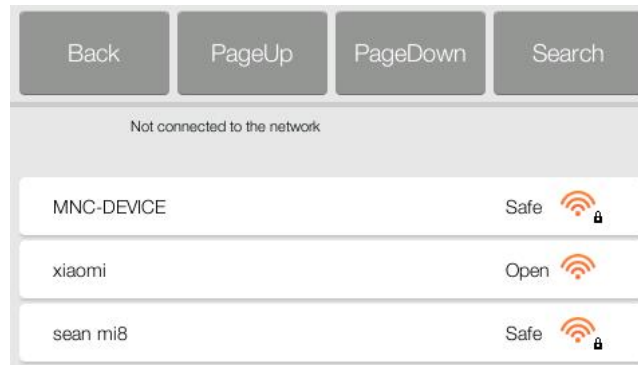 Back PageUp PageDown Search
Not connected to the network
MNC-DEVICE Safe
xiaomi Open
sean mi8 Safe